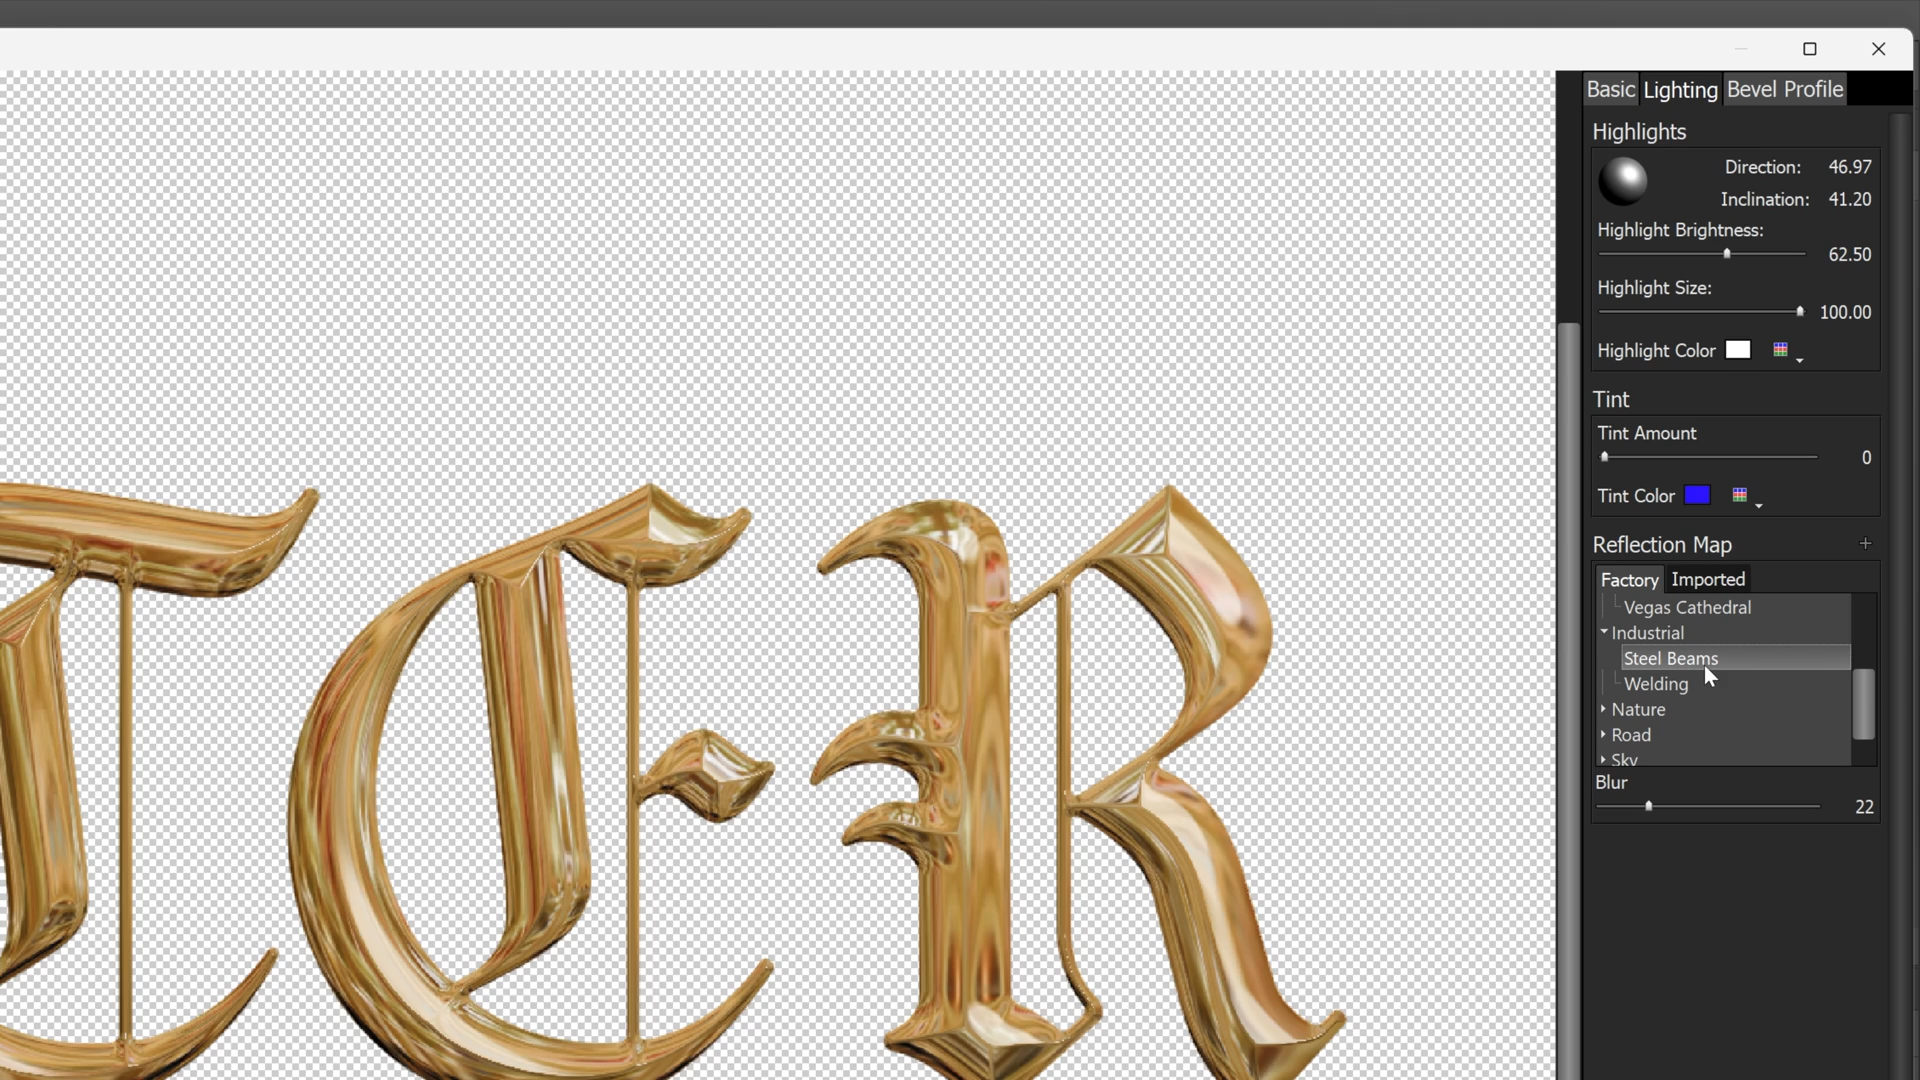 Basic Lighting Bevel Profile
Highlights
Direction: 46.97
Inclination: 41.20
Highlight Brightness:
62.50
Highlight Size:
100.00
Highlight Color
Tint
Tint Amount
0
Tint Color
Reflection Map +
Factory Imported
Vegas Cathedral
Industrial
Steel Beams
Welding
Nature
Road
Sky
Blur
22
ER